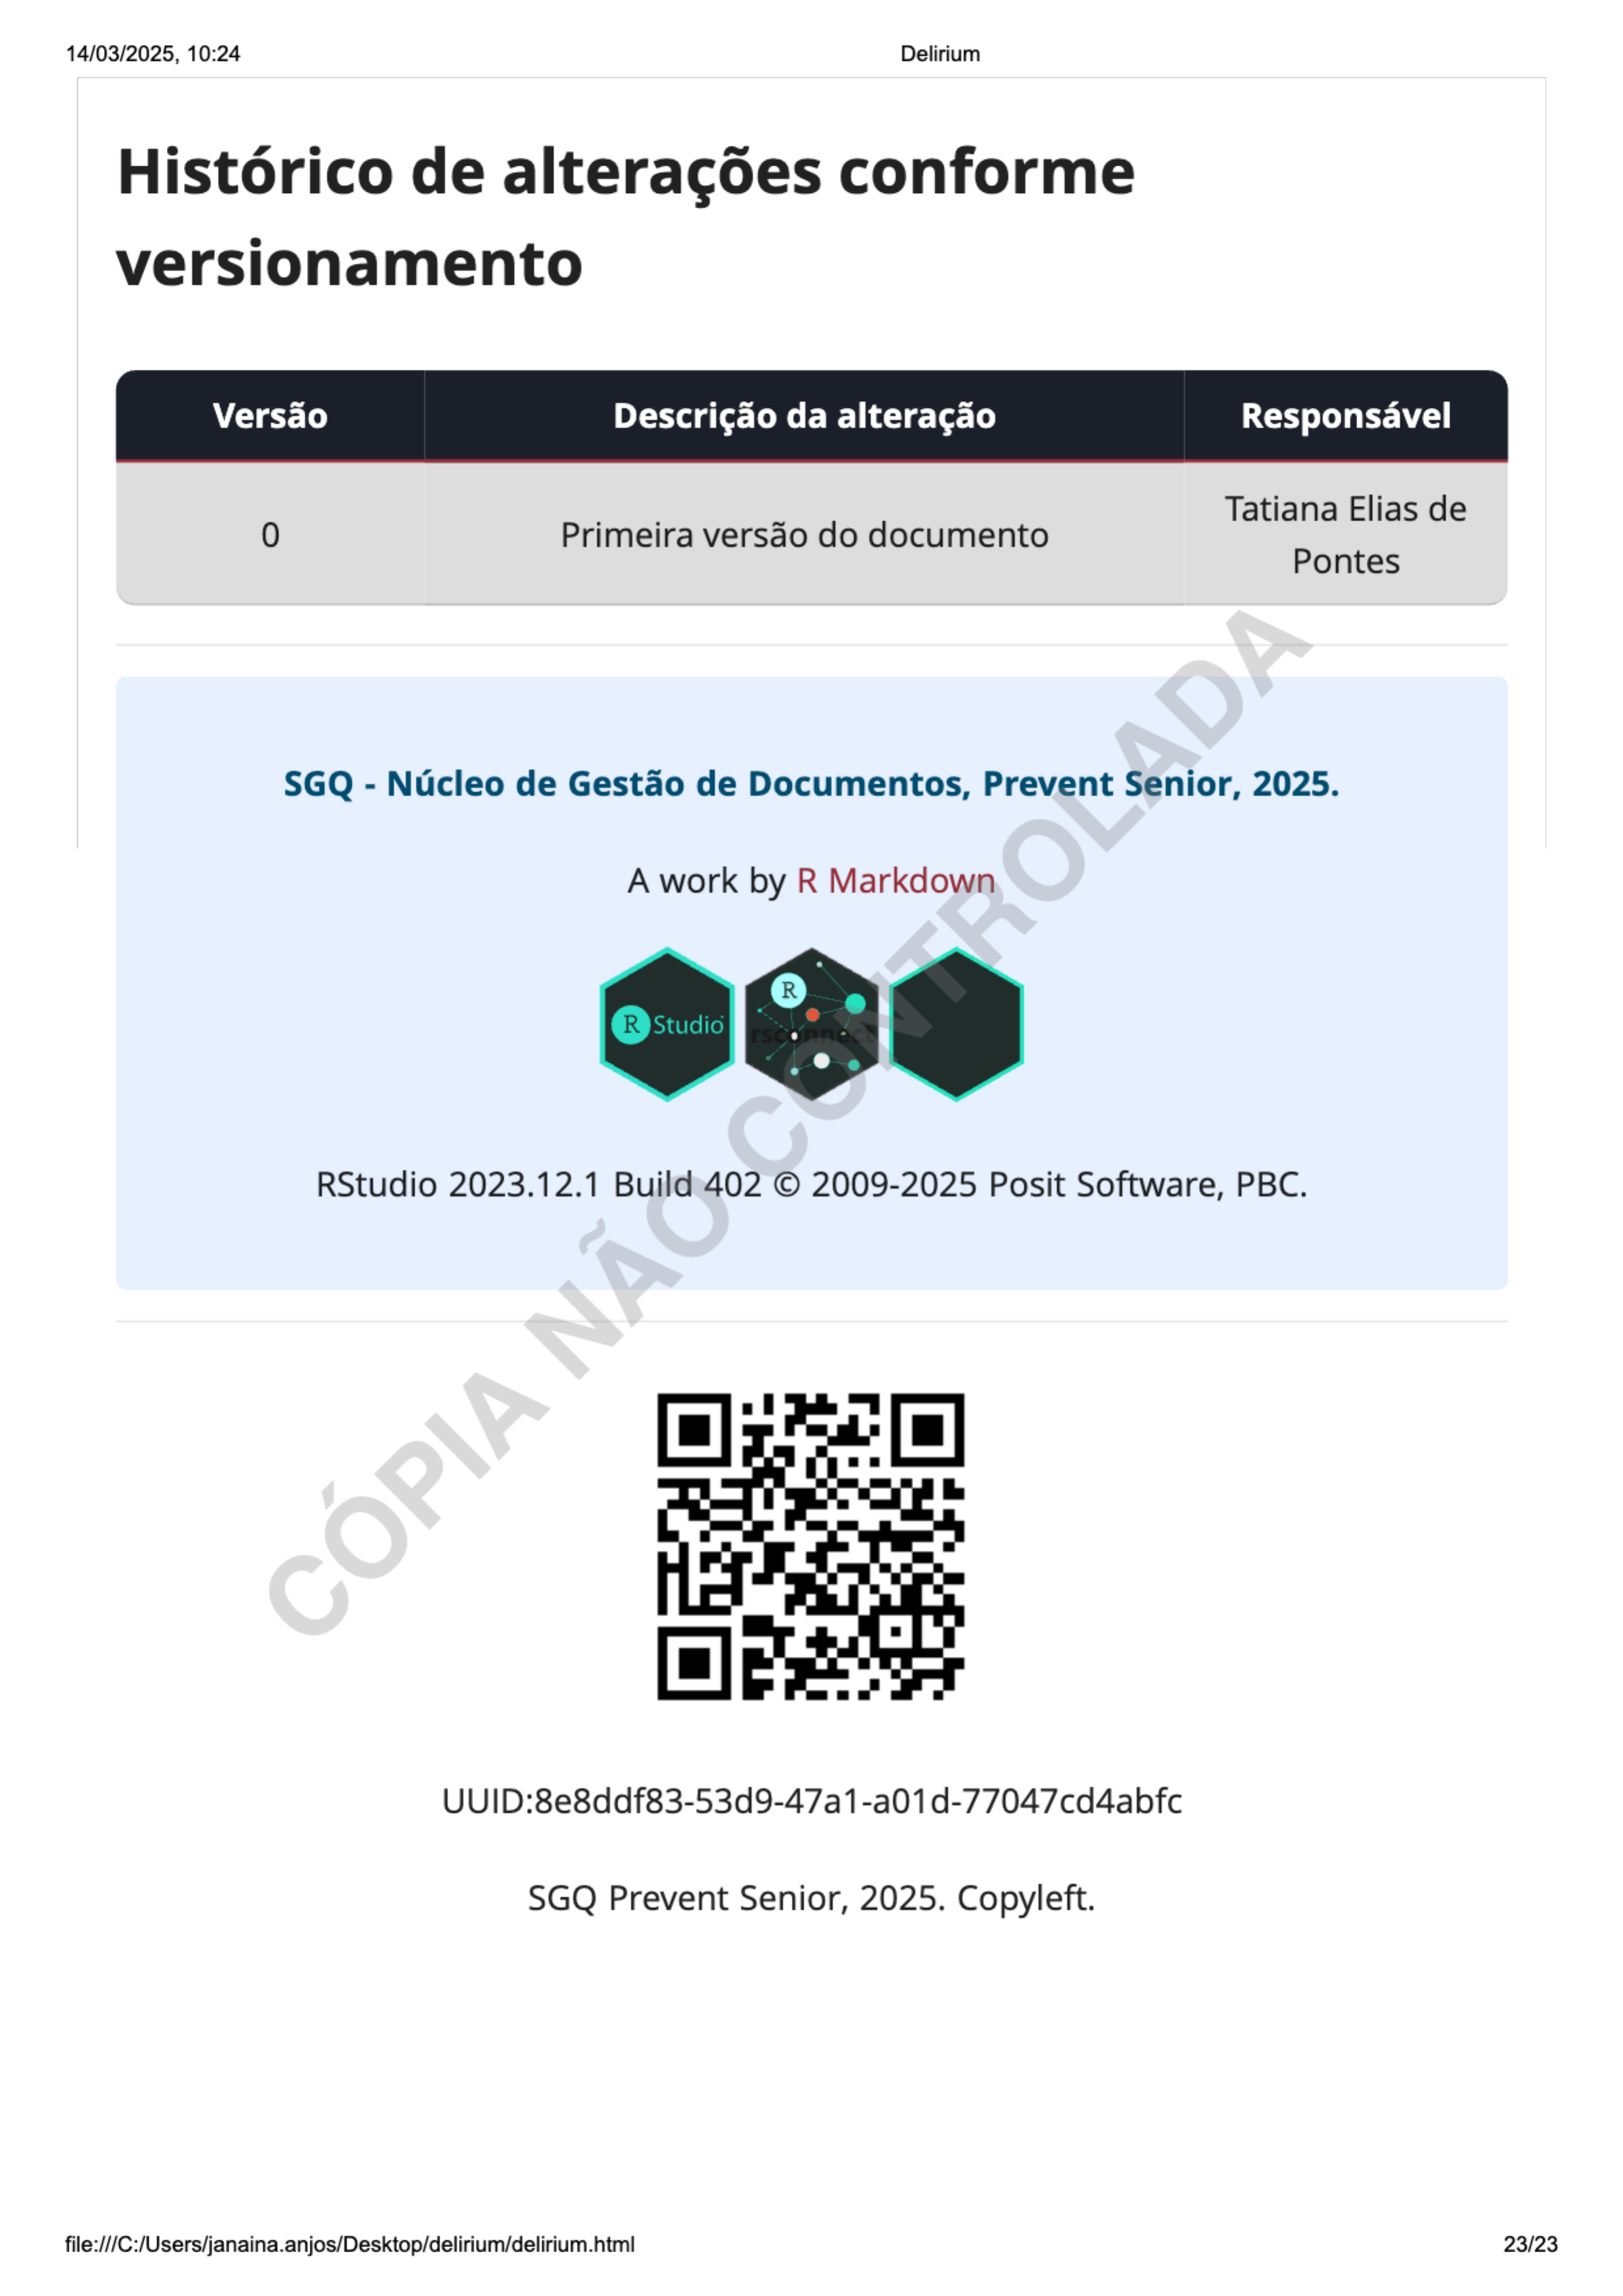 14/03/2025, 10:24 Delirium
Histórico de alterações conforme
versionamento
Versão Descrição da alteração Responsável
0 Primeira versão do documento Tatiana Elias de
Pontes
SGQ - Núcleo de Gestão de Documentos, Prevent Senior, 2025.
A work by R Markdown
R Studio
R
rsconnect
RStudio 2023.12.1 Build 402 © 2009-2025 Posit Software, PBC.
CÓPIA NÃO CONTROLADA
UUID:8e8ddf83-53d9-47a1-a01d-77047cd4abfc
SGQ Prevent Senior, 2025. Copyleft.
file:///C:/Users/janaina.anjos/Desktop/delirium/delirium.html 23/23